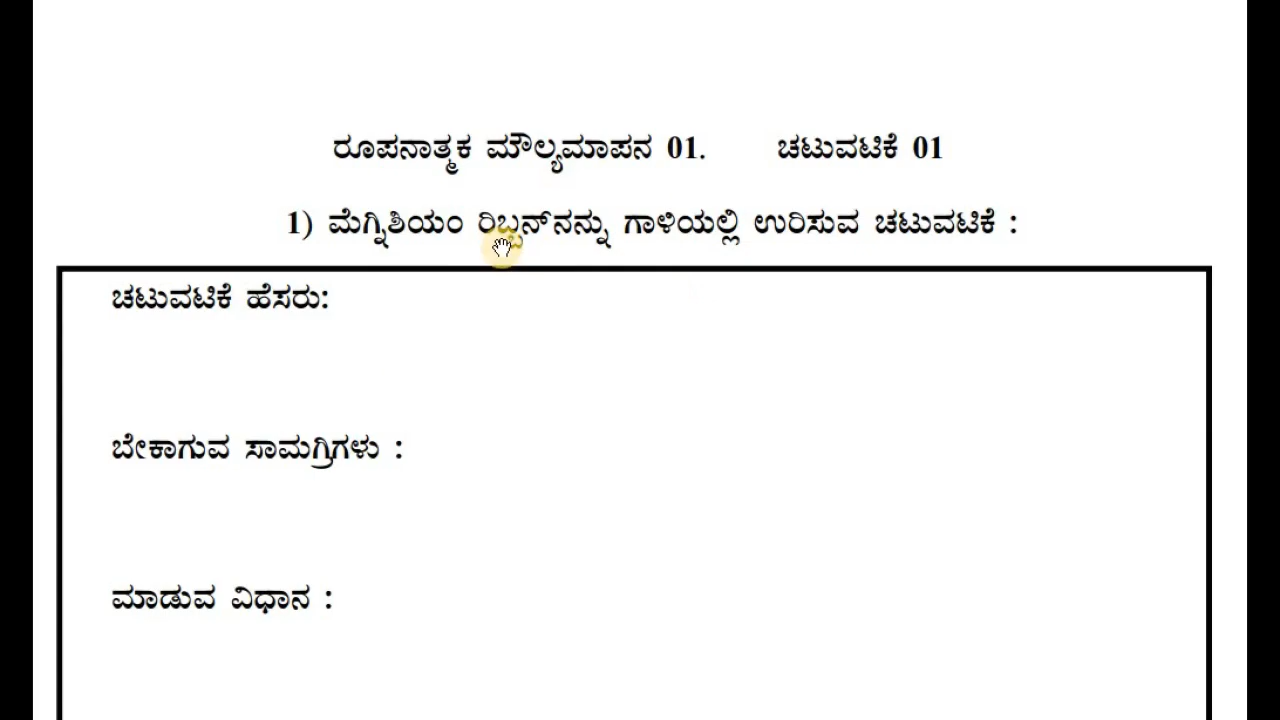 ರೂಪನಾತ್ಮಕ ಮೌಲ್ಯಮಾಪನ 01. ಚಟುವಟಿಕೆ 01
1) ಮೆಗ್ನಿಶಿಯಂ ರಿಬ್ಬನ್‌ನನ್ನು ಗಾಳಿಯಲ್ಲಿ ಉರಿಸುವ ಚಟುವಟಿಕೆ :
ಚಟುವಟಿಕೆ ಹೆಸರು:
ಬೇಕಾಗುವ ಸಾಮಗ್ರಿಗಳು :
ಮಾಡುವ ವಿಧಾನ :